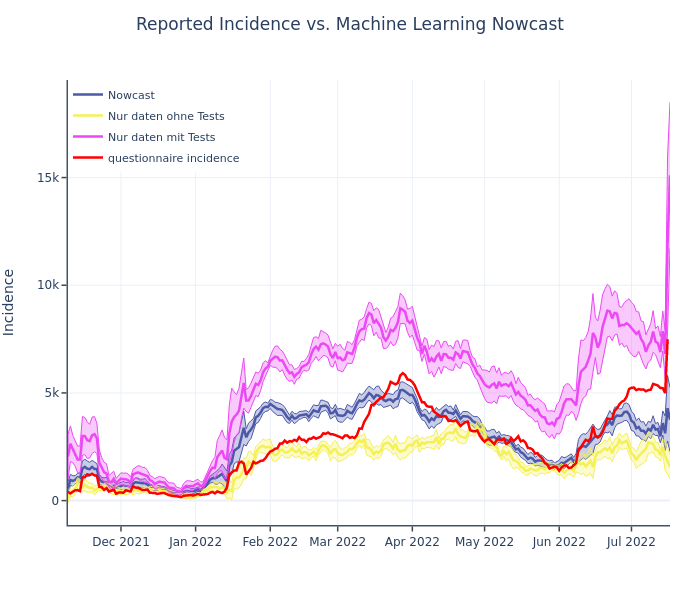 Reported Incidence vs. Machine Learning Nowcast
Nowcast
Nur daten ohne Tests
Nur daten mit Tests
questionnaire incidence
Incidence
15k
10k
5k
0
Dec 2021
Jan 2022
Feb 2022
Mar 2022
Apr 2022
May 2022
Jun 2022
Jul 2022